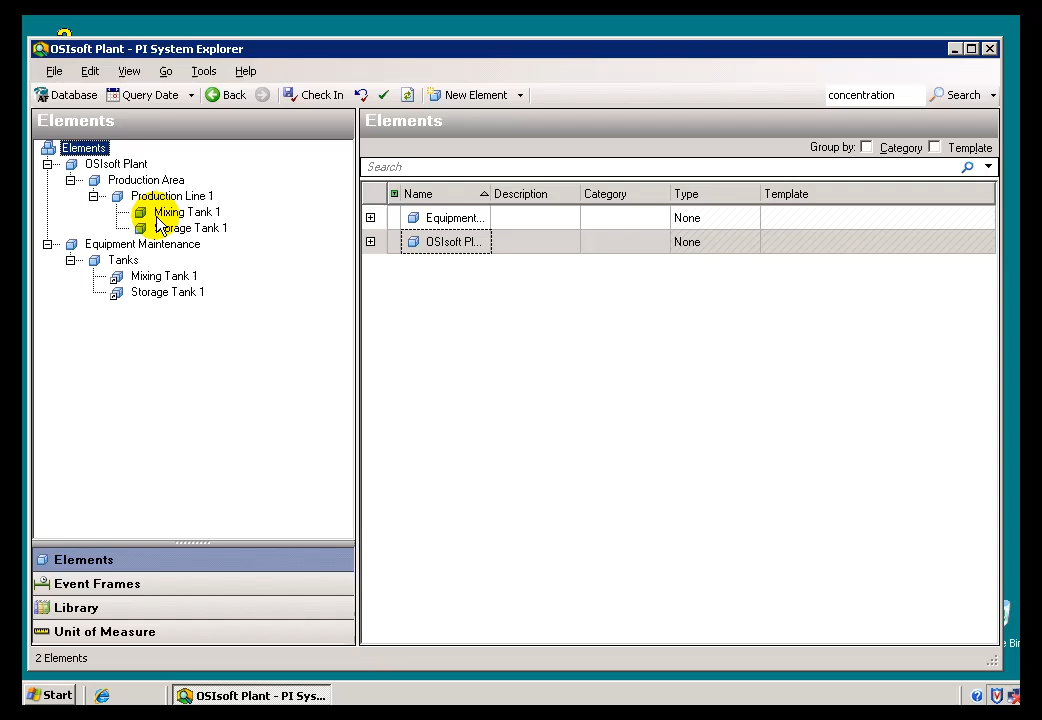 OSIsoft Plant - PI System Explorer
File Edit View Go Tools Help
Database Query Date Back Check In New Element concentration Search
Elements
Elements
OSIsoft Plant
Production Area
Production Line 1
Mixing Tank 1
Storage Tank 1
Equipment Maintenance
Tanks
Mixing Tank 1
Storage Tank 1
Elements
Event Frames
Library
Unit of Measure
Elements
Group by: Category Template
Search
Name Description Category Type Template
Equipment... None
OSIsoft Pl... None
2 Elements
e Bin
Start OSIsoft Plant - PI Sys...